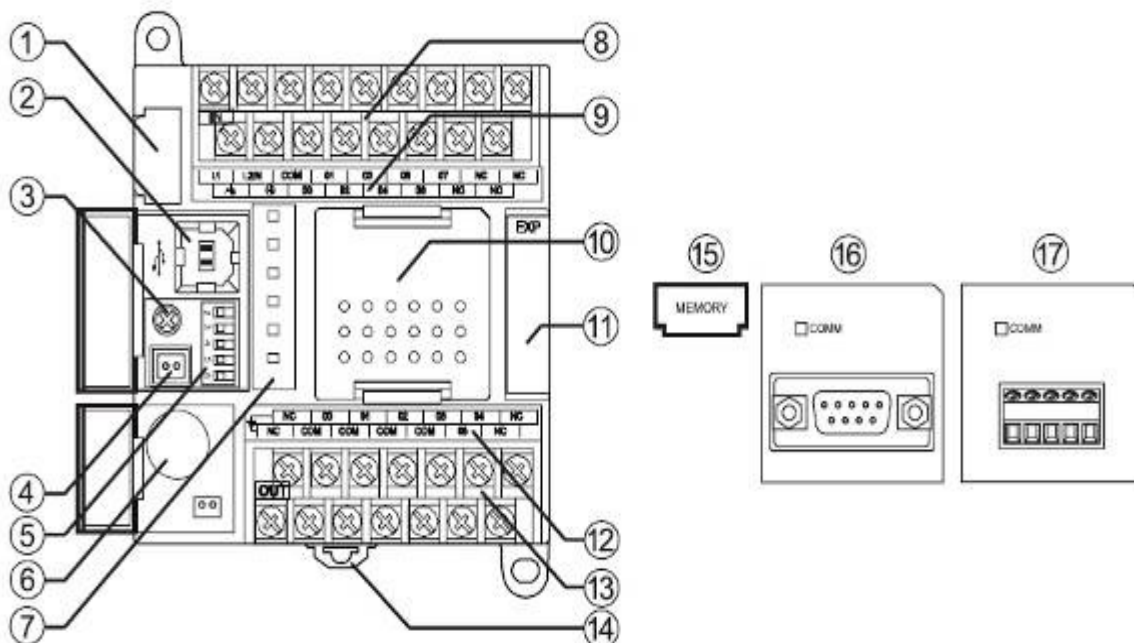 1
2
3
4
5
6
7
8
9
10
11
12
13
14
15
16
17
IN
L1 L2/N COM 01 03 05 07 NC NC
00 02 04 06 NC NC
EXP
NC 00 01 02 03 04 NC
NC COM COM COM COM 05 NC
OUT
MEMORY
COMM
COMM